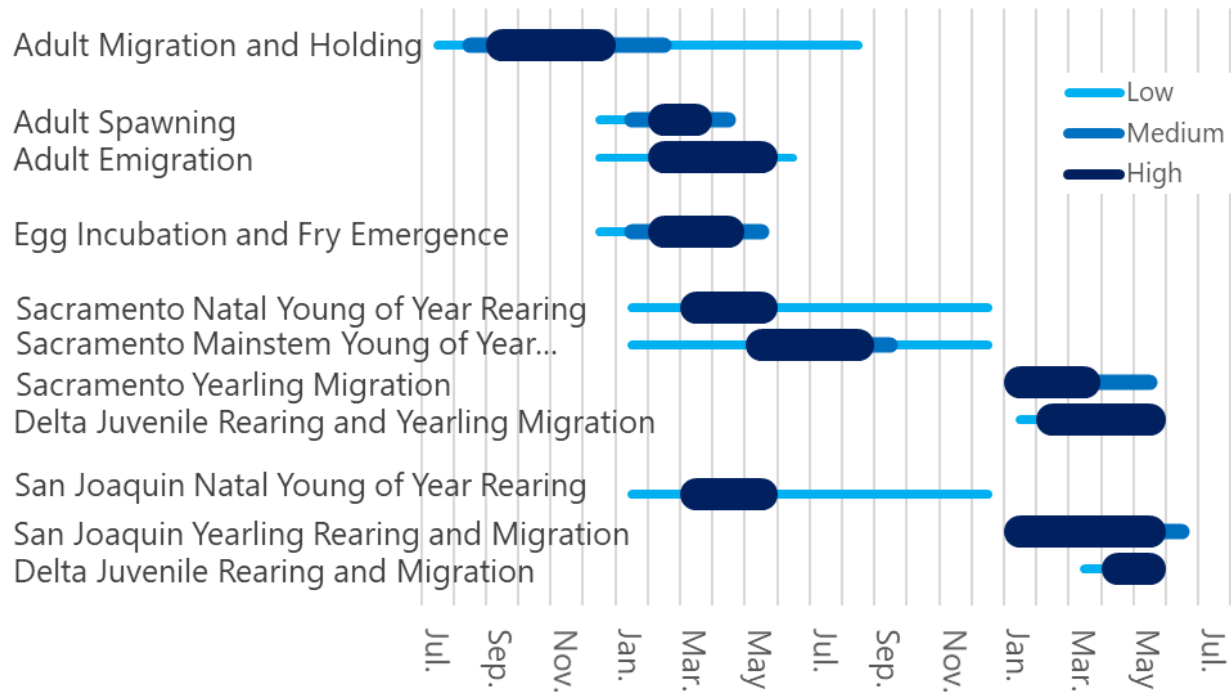 Adult Migration and Holding
Low
Medium
High
Adult Spawning
Adult Emigration
Egg Incubation and Fry Emergence
Sacramento Natal Young of Year Rearing
Sacramento Mainstem Young of Year...
Sacramento Yearling Migration
Delta Juvenile Rearing and Yearling Migration
San Joaquin Natal Young of Year Rearing
San Joaquin Yearling Rearing and Migration
Delta Juvenile Rearing and Migration
Jul. Sep. Nov. Jan. Mar. May Jul. Sep. Nov. Jan. Mar. May Jul.